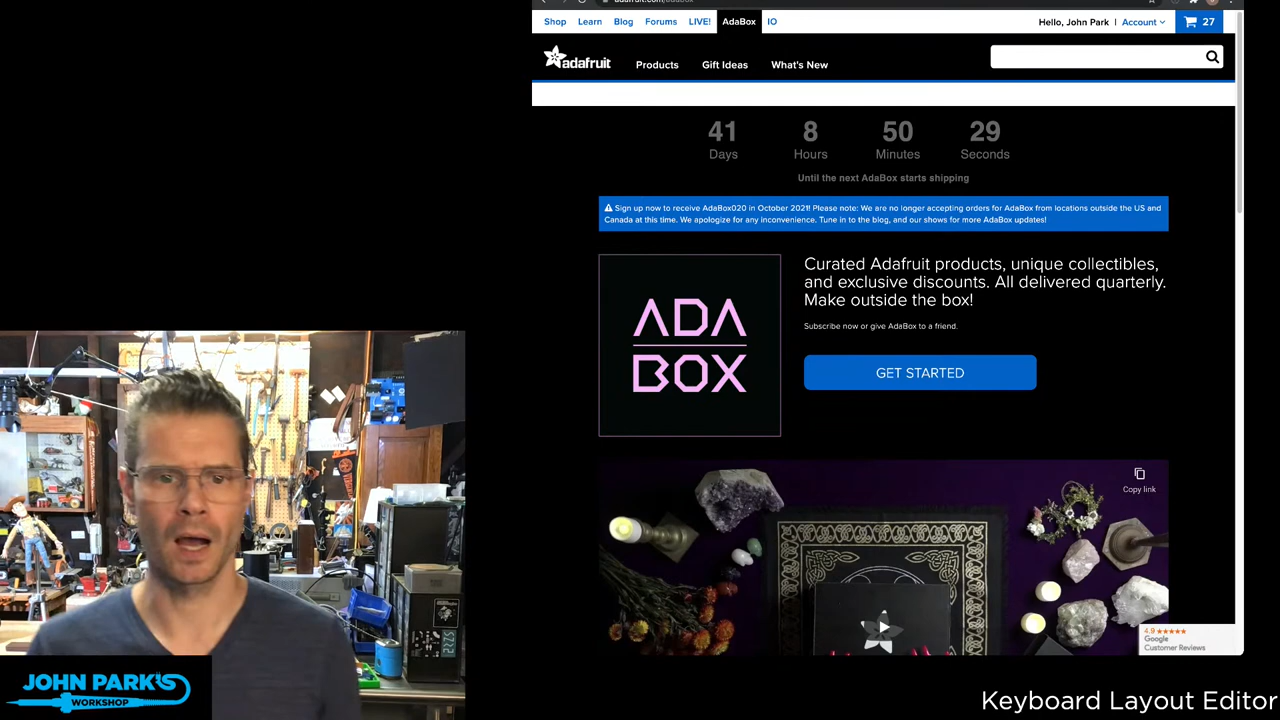 Shop Learn Blog Forums LIVE! AdaBox IO
Hello, John Park | Account 27
adafruit Products Gift Ideas What's New
41 8 50 29
Days Hours Minutes Seconds
Until the next AdaBox starts shipping
Sign up now to receive AdaBox020 in October 2021! Please note: We are no longer accepting orders for AdaBox from locations outside the US and
Canada at this time. We apologize for any inconvenience. Tune in to the blog, and our shows for more AdaBox updates!
ADA
BOX
Curated Adafruit products, unique collectibles,
and exclusive discounts. All delivered quarterly.
Make outside the box!
Subscribe now or give AdaBox to a friend.
GET STARTED
Copy link
4.9 ★★★★★
Google
Customer Reviews
JOHN PARK'S
WORKSHOP
Keyboard Layout Editor